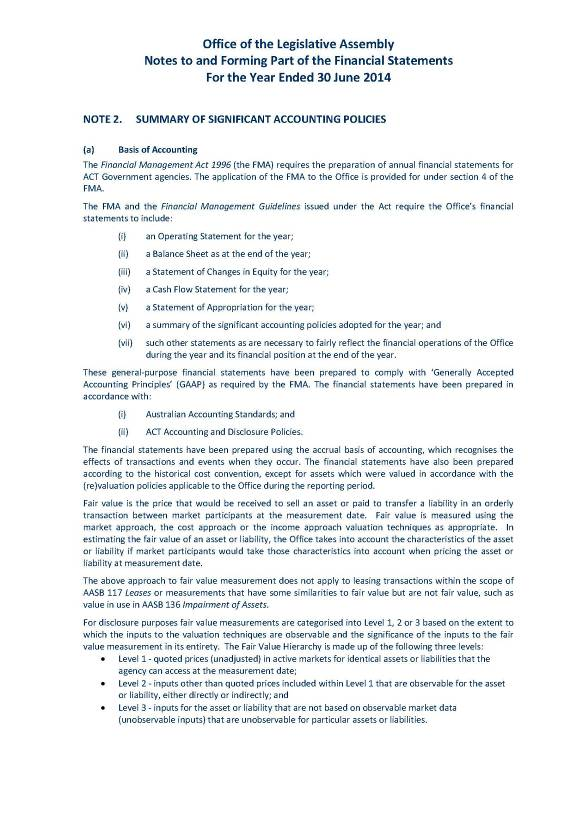 Office of the Legislative Assembly
Notes to and Forming Part of the Financial Statements
For the Year Ended 30 June 2014
NOTE 2. SUMMARY OF SIGNIFICANT ACCOUNTING POLICIES
(a) Basis of Accounting
The Financial Management Act 1996 (the FMA) requires the preparation of annual financial statements for
ACT Government agencies. The application of the FMA to the Office is provided for under section 4 of the
FMA.
The FMA and the Financial Management Guidelines issued under the Act require the Office's financial
statements to include:
(i) an Operating Statement for the year;
(ii) a Balance Sheet as at the end of the year;
(iii) a Statement of Changes in Equity for the year;
(iv) a Cash Flow Statement for the year;
(v) a Statement of Appropriation for the year;
(vi) a summary of the significant accounting policies adopted for the year; and
(vii) such other statements as are necessary to fairly reflect the financial operations of the Office
during the year and its financial position at the end of the year.
These general-purpose financial statements have been prepared to comply with 'Generally Accepted
Accounting Principles' (GAAP) as required by the FMA. The financial statements have been prepared in
accordance with:
(i) Australian Accounting Standards; and
(ii) ACT Accounting and Disclosure Policies.
The financial statements have been prepared using the accrual basis of accounting, which recognises the
effects of transactions and events when they occur. The financial statements have also been prepared
according to the historical cost convention, except for assets which were valued in accordance with the
(re)valuation policies applicable to the Office during the reporting period.
Fair value is the price that would be received to sell an asset or paid to transfer a liability in an orderly
transaction between market participants at the measurement date. Fair value is measured using the
market approach, the cost approach or the income approach valuation techniques as appropriate. In
estimating the fair value of an asset or liability, the Office takes into account the characteristics of the asset
or liability if market participants would take those characteristics into account when pricing the asset or
liability at measurement date.
The above approach to fair value measurement does not apply to leasing transactions within the scope of
AASB 117 Leases or measurements that have some similarities to fair value but are not fair value, such as
value in use in AASB 136 Impairment of Assets.
For disclosure purposes fair value measurements are categorised into Level 1, 2 or 3 based on the extent to
which the inputs to the valuation techniques are observable and the significance of the inputs to the fair
value measurement in its entirety. The Fair Value Hierarchy is made up of the following three levels:
• Level 1 - quoted prices (unadjusted) in active markets for identical assets or liabilities that the
agency can access at the measurement date;
• Level 2 - inputs other than quoted prices included within Level 1 that are observable for the asset
or liability, either directly or indirectly; and
• Level 3 - inputs for the asset or liability that are not based on observable market data
(unobservable inputs) that are unobservable for particular assets or liabilities.